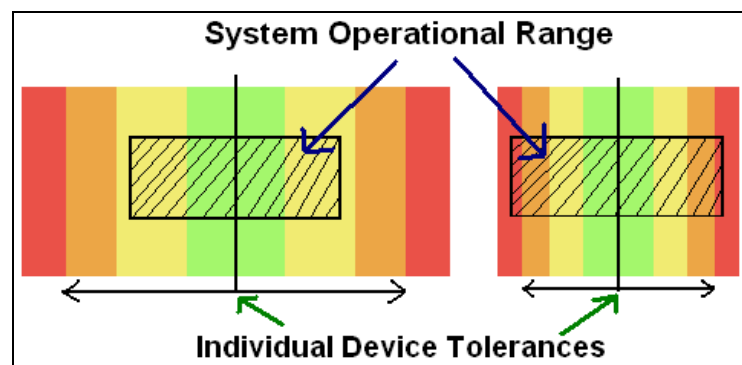 System Operational Range
Individual Device Tolerances